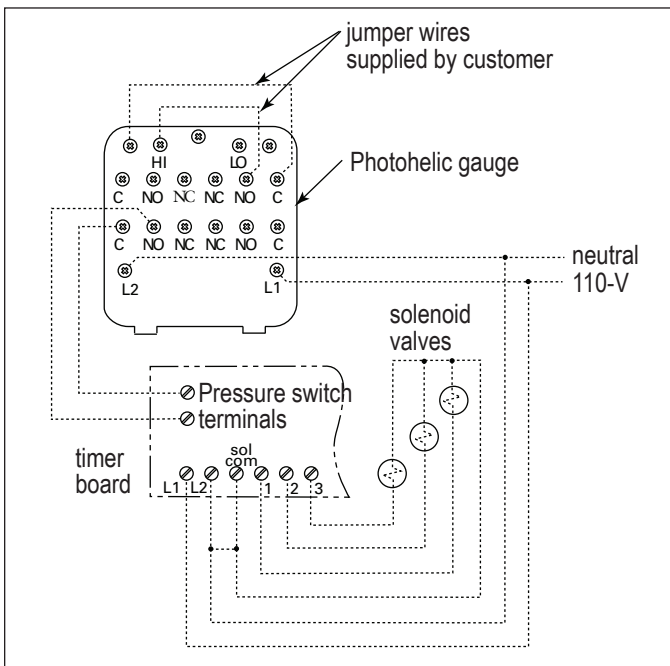 jumper wires
supplied by customer
HI LO
Photohelic gauge
C NO NC NC NO C
C NO NC NC NO C
L2 L1
neutral
110-V
solenoid
valves
Pressure switch
terminals
timer
board
sol
com
L1 L2 1 2 3